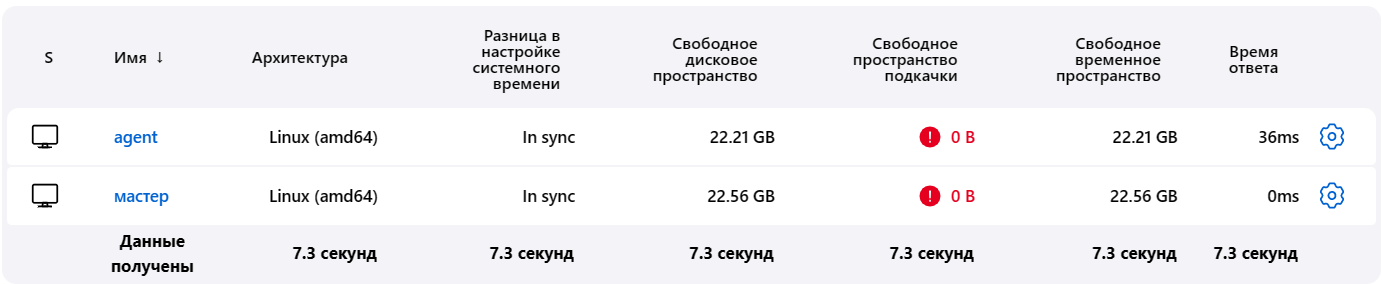 S
Имя ↓
Архитектура
Разница в
настройке
системного
времени
Свободное
дисковое
пространство
Свободное
пространство
подкачки
Свободное
временное
пространство
Время
ответа
agent Linux (amd64) In sync 22.21 GB 0 B 22.21 GB 36ms
мастер Linux (amd64) In sync 22.56 GB 0 B 22.56 GB 0ms
Данные
получены
7.3 секунд 7.3 секунд 7.3 секунд 7.3 секунд 7.3 секунд 7.3 секунд